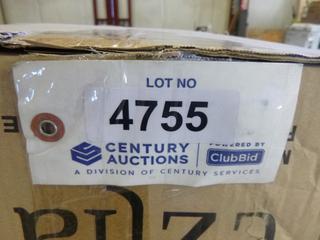 LOT NO
4755
CENTURY
AUCTIONS
POWERED BY
ClubBid
A DIVISION OF CENTURY SERVICES